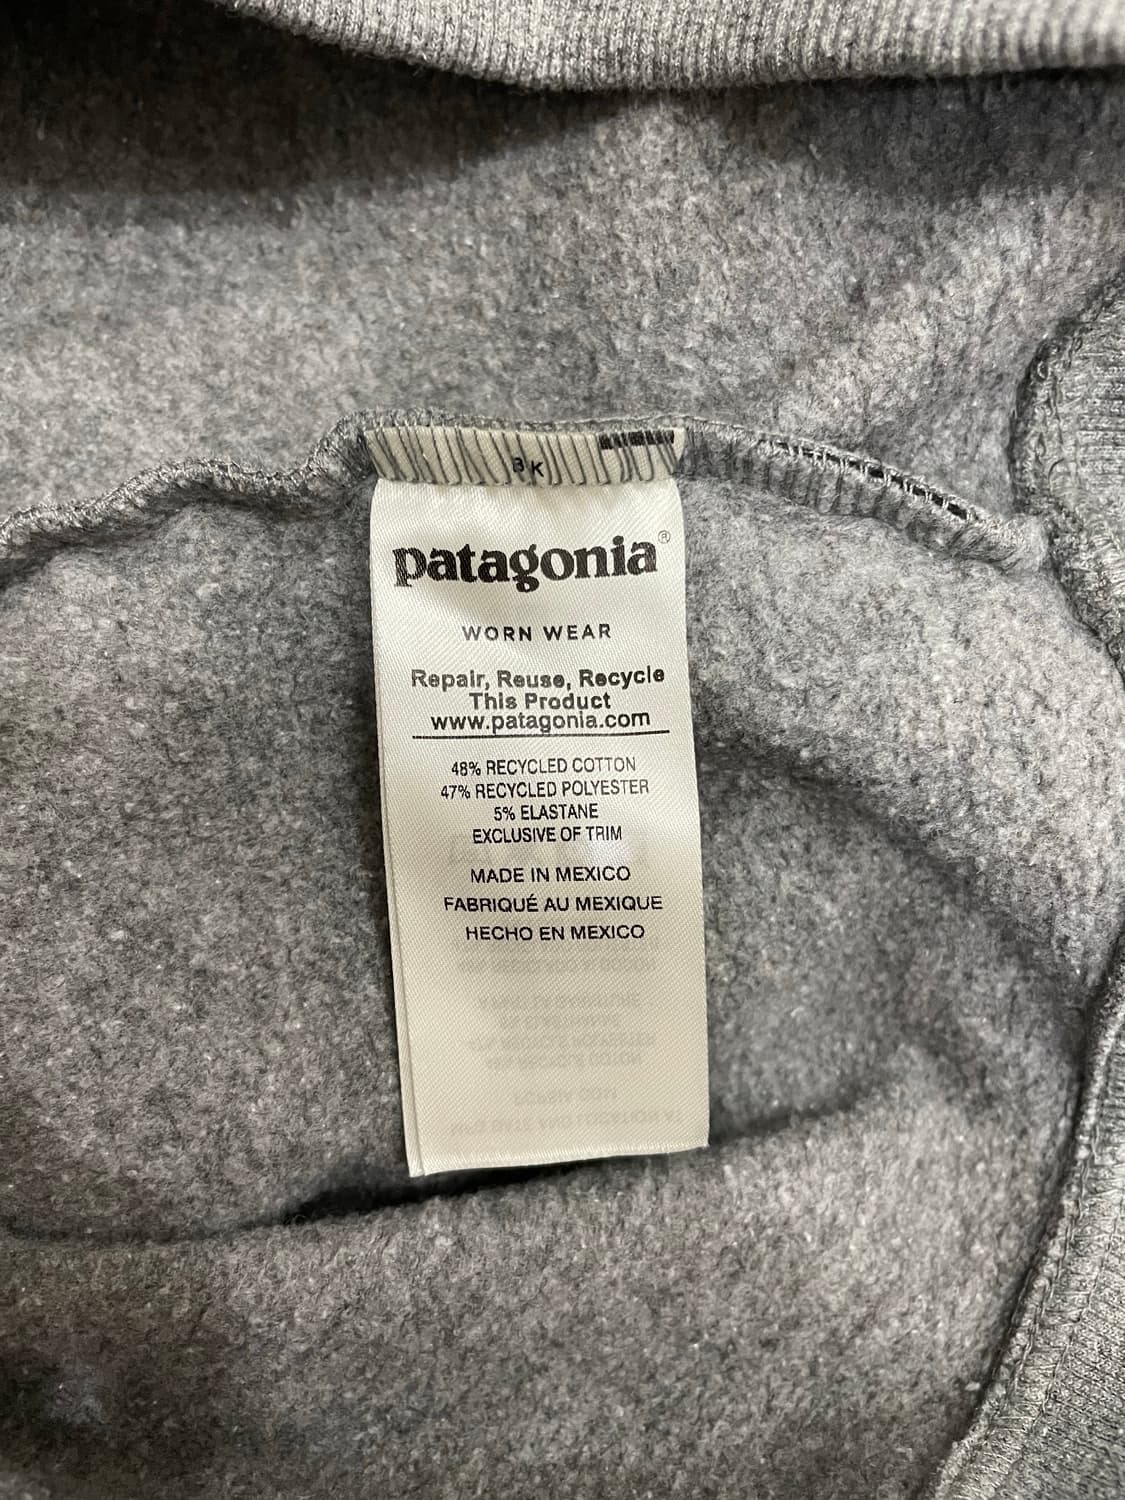 patagonia®
WORN WEAR
Repair, Reuse, Recycle
This Product
www.patagonia.com
48% RECYCLED COTTON
47% RECYCLED POLYESTER
5% ELASTANE
EXCLUSIVE OF TRIM
MADE IN MEXICO
FABRIQUÉ AU MEXIQUE
HECHO EN MEXICO